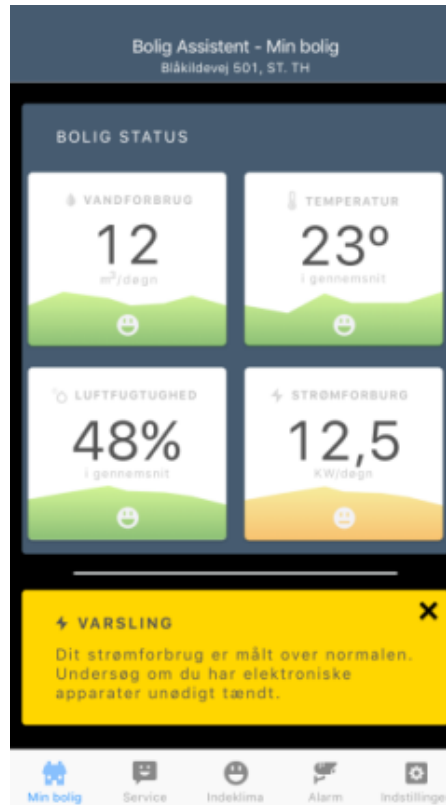 Bolig Assistent - Min bolig
Blåkildevej 501, ST. TH
BOLIG STATUS
VANDFORBRUG
12
m³/døgn
TEMPERATUR
23º
i gennemsnit
LUFTFUGTUGHED
48%
i gennemsnit
STRØMFORBURG
12,5
KW/døgn
VARSLING
Dit strømforbrug er målt over normalen.
Undersøg om du har elektroniske
apparater unødigt tændt.
Min bolig
Service
Indeklima
Alarm
Indstillinge